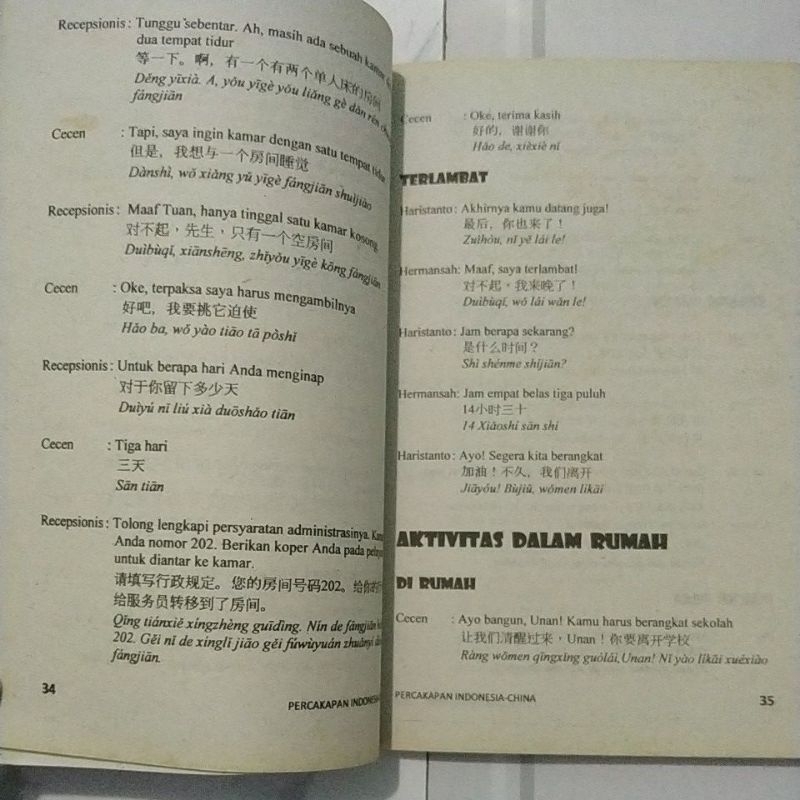 Recepsionis : Tunggu sebentar. Ah, masih ada sebuah kamar
dua tempat tidur
等一下。啊，有一个有两个单人床的房间
Děng yīxià. A, yǒu yīgè yǒu liǎng gè dān rén
fángjiān
Cecen : Tapi, saya ingin kamar dengan satu tempat tidur
但是，我想与一个房间睡觉
Dànshì, wǒ xiàng yǔ yīgè fángjiān shuìjiào
Recepsionis : Maaf Tuan, hanya tinggal satu kamar kosong
对不起，先生，只有一个空房间
Duìbùqǐ, xiānshēng, zhǐyǒu yīgè kōng fángjiān
Cecen : Oke, terpaksa saya harus mengambilnya
好吧，我要挑它迫使
Hǎo ba, wǒ yào tiāo tā pòshǐ
Recepsionis : Untuk berapa hari Anda menginap
对于你留下多少天
Duìyú nǐ liú xià duōshǎo tiān
Cecen : Tiga hari
三天
Sān tiān
Recepsionis : Tolong lengkapi persyaratan administrasinya.
Anda nomor 202. Berikan koper Anda pada
untuk diantar ke kamar.
请填写行政规定。您的房间号码202。给你的
给服务员转移到了房间。
Qǐng tiánxiě xíngzhèng guīdìng. Nín de fángjiān
202. Gěi nǐ de xínglǐ jiāo gěi fúwùyuán zhuǎnyí
fángjiān.
34
PERCAKAPAN INDONESIA
Cecen : Oke, terima kasih
好的，谢谢你
Hǎo de, xièxiè nǐ
TERLAMBAT
Haristanto : Akhirnya kamu datang juga!
最后，你也来了！
Zuìhòu, nǐ yě lái le!
Hermansah: Maaf, saya terlambat!
对不起，我来晚了！
Duìbùqǐ, wǒ lái wǎn le!
Haristanto : Jam berapa sekarang?
是什么时间？
Shì shénme shíjiān?
Hermansah: Jam empat belas tiga puluh
14小时三十
14 Xiǎoshí sān shí
Haristanto : Ayo! Segera kita berangkat
加油！不久，我们离开
Jiāyóu! Bùjiǔ, wǒmen líkāi
AKTIVITAS DALAM RUMAH
DI RUMAH
Cecen : Ayo bangun, Unan! Kamu harus berangkat sekolah
让我们清醒过来，Unan！你要离开学校
Ràng wǒmen qīngxǐng guòlái,Unan! Nǐ yào líkāi xuéxiào
PERCAKAPAN INDONESIA-CHINA
35